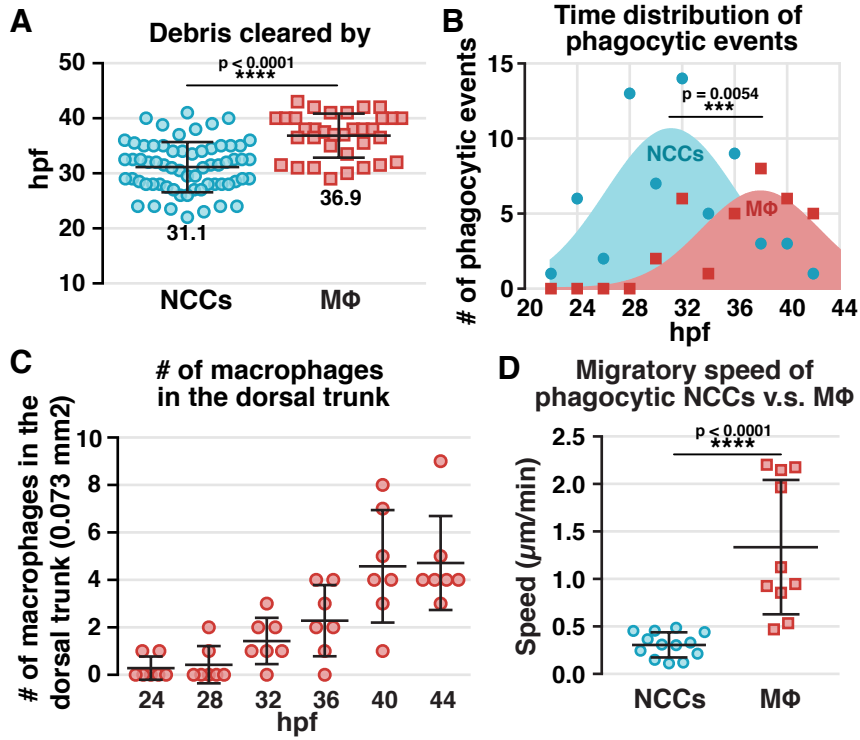 A
Debris cleared by
p < 0.0001
****
hpf
50
40
30
20
10
31.1
36.9
NCCs
MΦ
B
Time distribution of
phagocytic events
# of phagocytic events
15
10
5
0
p = 0.0054
***
NCCs
MΦ
20 24 28 32 36 40 44
hpf
C
# of macrophages
in the dorsal trunk
# of macrophages in the
dorsal trunk (0.073 mm2)
10
8
6
4
2
0
24 28 32 36 40 44
hpf
D
Migratory speed of
phagocytic NCCs v.s. MΦ
p < 0.0001
****
Speed (µm/min)
2.5
2.0
1.5
1.0
0.5
0.0
NCCs
MΦ